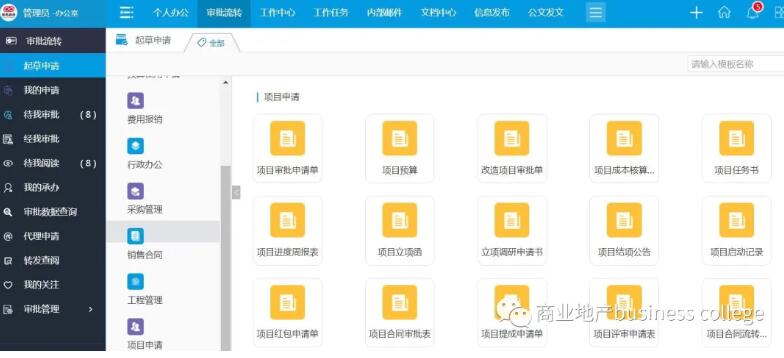 管理员 -办公室
个人办公 审批流转 工作中心 工作任务 内部邮件 文档中心 信息发布 公文发文
5
审批流转
起草申请
我的申请
待我审批 (8)
经我审批
待我阅读 (8)
我的承办
审批数据查询
代理申请
转发查阅
我的关注
审批管理
起草申请 全部
请输入模板名称
费用报销
行政办公
采购管理
销售合同
工程管理
项目申请
项目申请
项目审批申请单 项目预算 改造项目审批单 项目成本核算... 项目任务书
项目进度周报表 项目立项函 立项调研申请书 项目结项公告 项目启动记录
项目红包申请单 项目合同审批表 项目提成申请单 项目评审申请表 项目合同流转...
商业地产business college